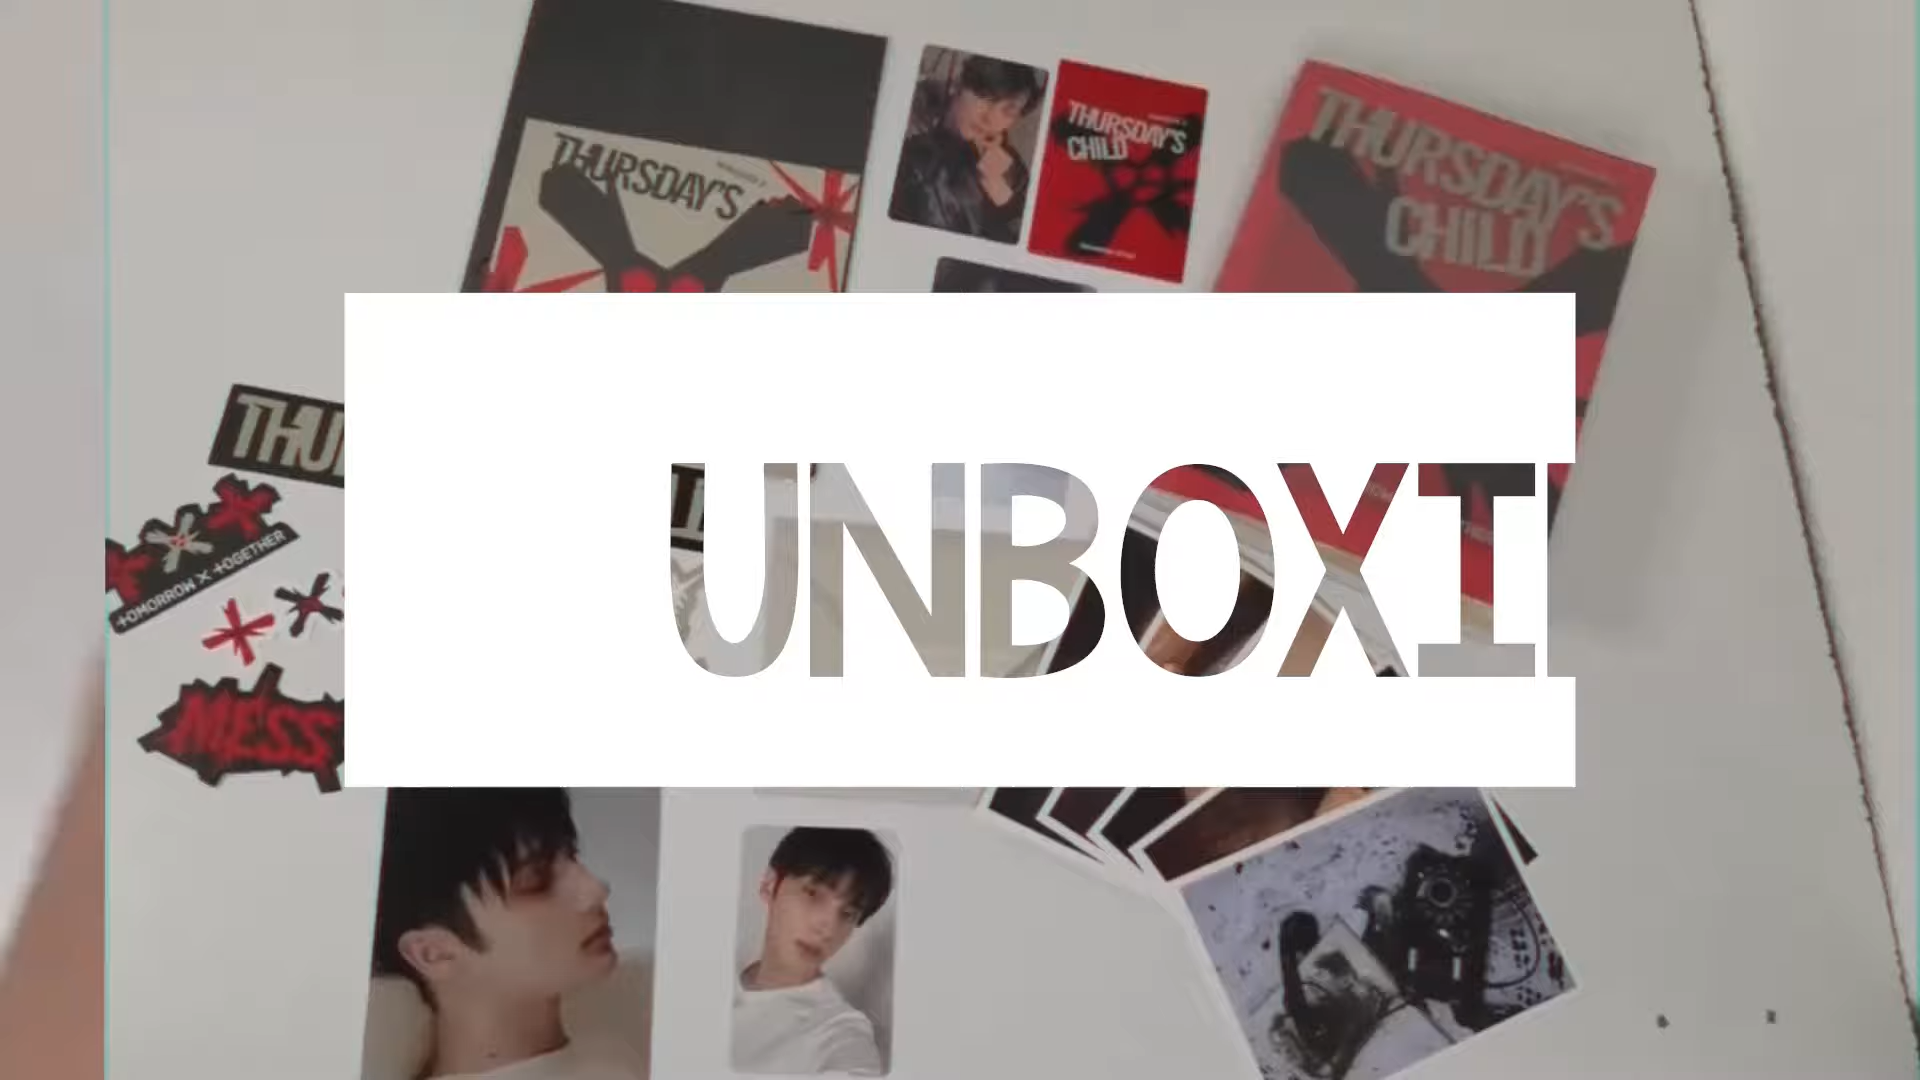 THURSDAY'S
THURSDAY'S
CHILD
THURSDAY'S
CHILD
THU
UNBOXI
tOMORROW X tOGETHER
MESS